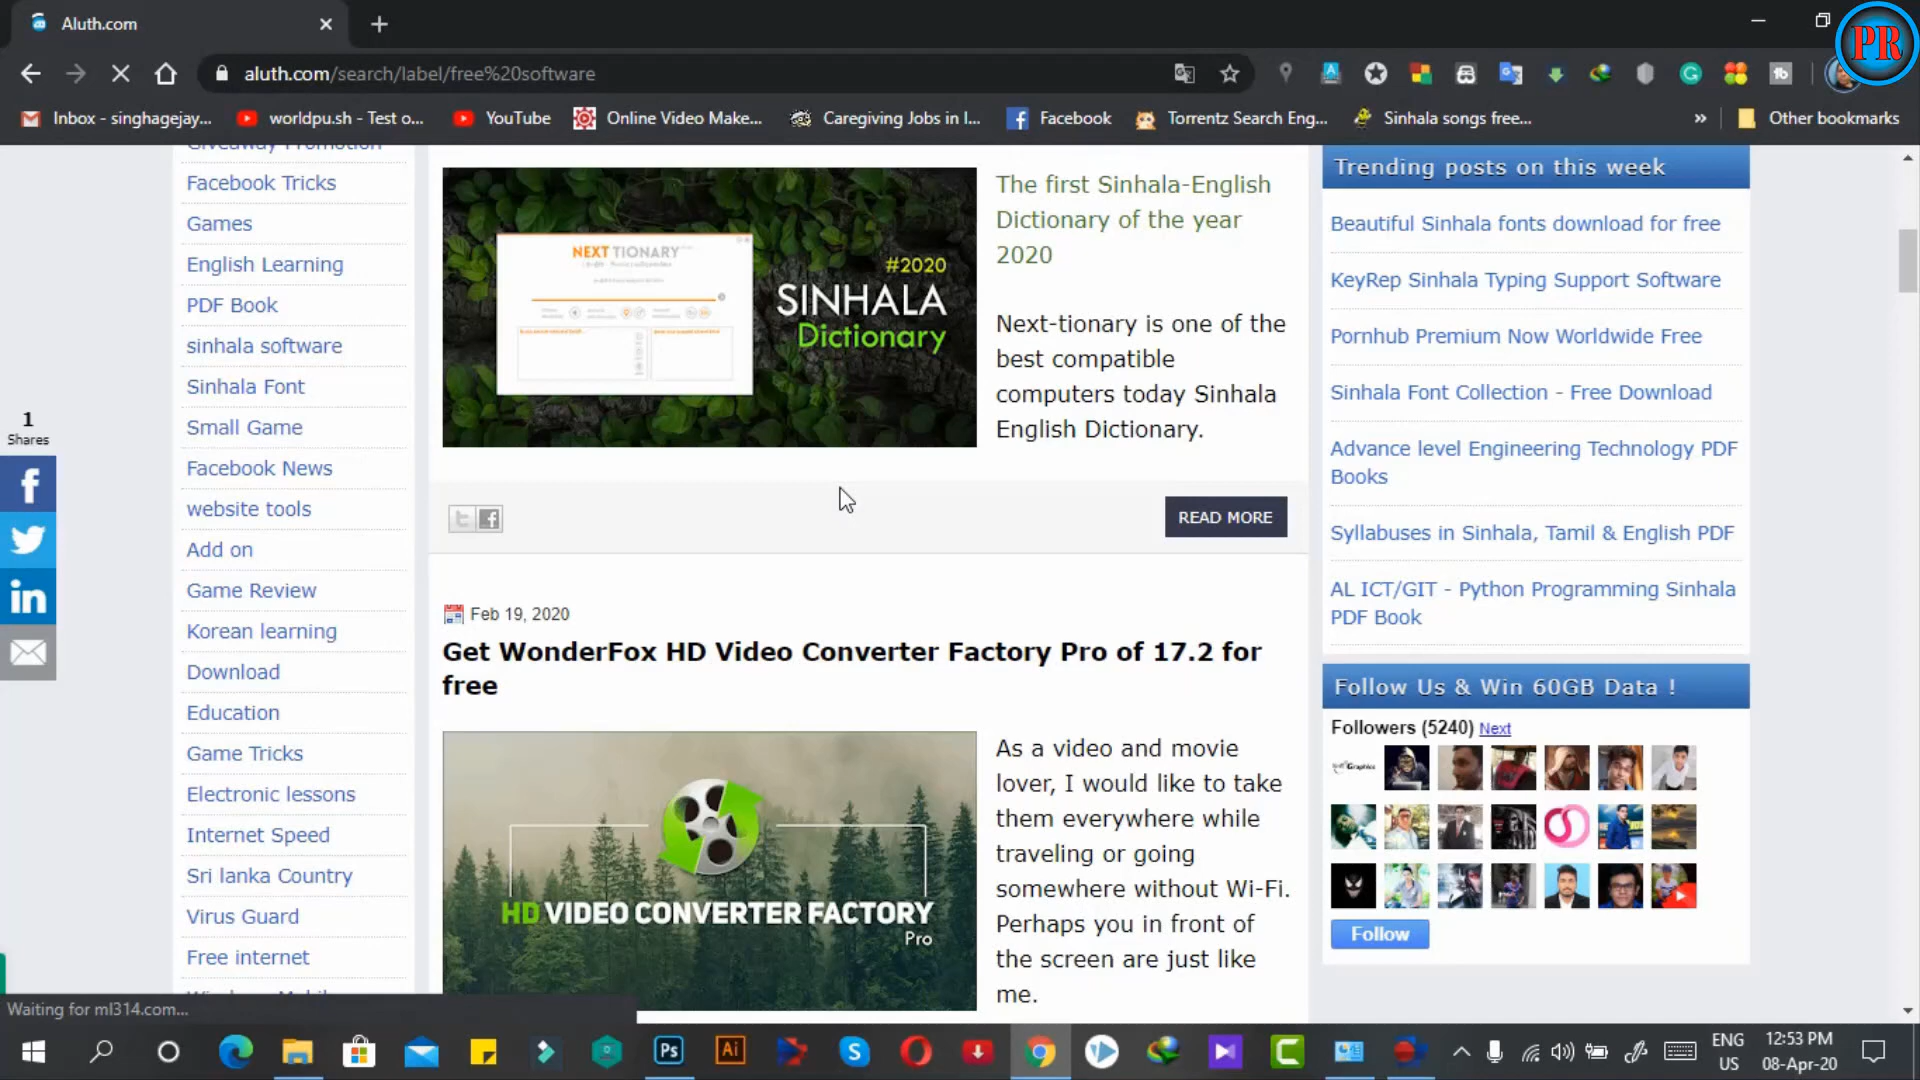 Aluth.com
PR
aluth.com/search/label/free%20software
Inbox - singhagejay...
worldpu.sh - Test o...
YouTube
Online Video Make...
Caregiving Jobs in I...
Facebook
Torrentz Search Eng...
Sinhala songs free...
»
Other bookmarks
Giveaway Promotion
Facebook Tricks
Games
English Learning
PDF Book
sinhala software
Sinhala Font
Small Game
Facebook News
website tools
Add on
Game Review
Korean learning
Download
Education
Game Tricks
Electronic lessons
Internet Speed
Sri lanka Country
Virus Guard
Free internet
1
Shares
NEXT TIONARY
#2020
SINHALA
Dictionary
The first Sinhala-English
Dictionary of the year
2020
Next-tionary is one of the
best compatible
computers today Sinhala
English Dictionary.
READ MORE
Feb 19, 2020
Get WonderFox HD Video Converter Factory Pro of 17.2 for
free
HD VIDEO CONVERTER FACTORY
Pro
As a video and movie
lover, I would like to take
them everywhere while
traveling or going
somewhere without Wi-Fi.
Perhaps you in front of
the screen are just like
me.
Trending posts on this week
Beautiful Sinhala fonts download for free
KeyRep Sinhala Typing Support Software
Pornhub Premium Now Worldwide Free
Sinhala Font Collection - Free Download
Advance level Engineering Technology PDF
Books
Syllabuses in Sinhala, Tamil & English PDF
AL ICT/GIT - Python Programming Sinhala
PDF Book
Follow Us & Win 60GB Data !
Followers (5240) Next
Follow
Waiting for ml314.com...
Ps
Ai
ENG
US
12:53 PM
08-Apr-20